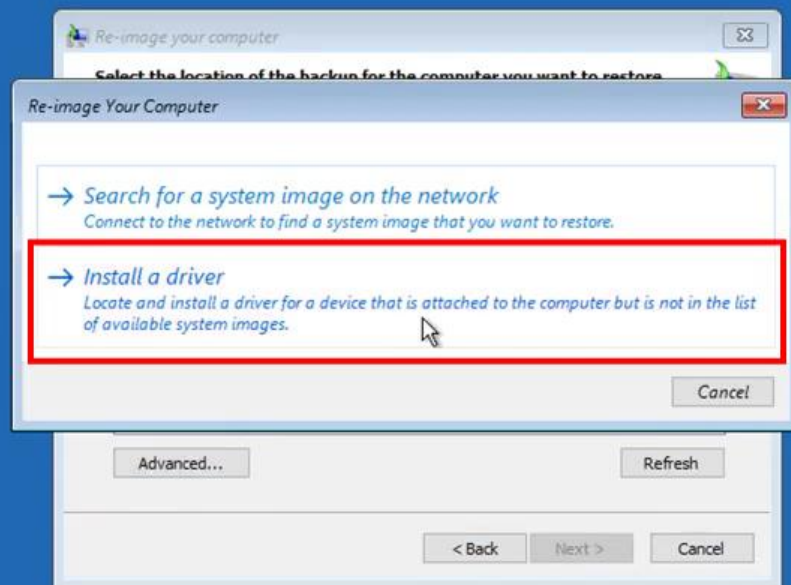 Re-image your computer
Select the location of the backup for the computer you want to restore
Re-image Your Computer
Search for a system image on the network
Connect to the network to find a system image that you want to restore.
Install a driver
Locate and install a driver for a device that is attached to the computer but is not in the list
of available system images.
Cancel
Advanced... Refresh
< Back Next > Cancel